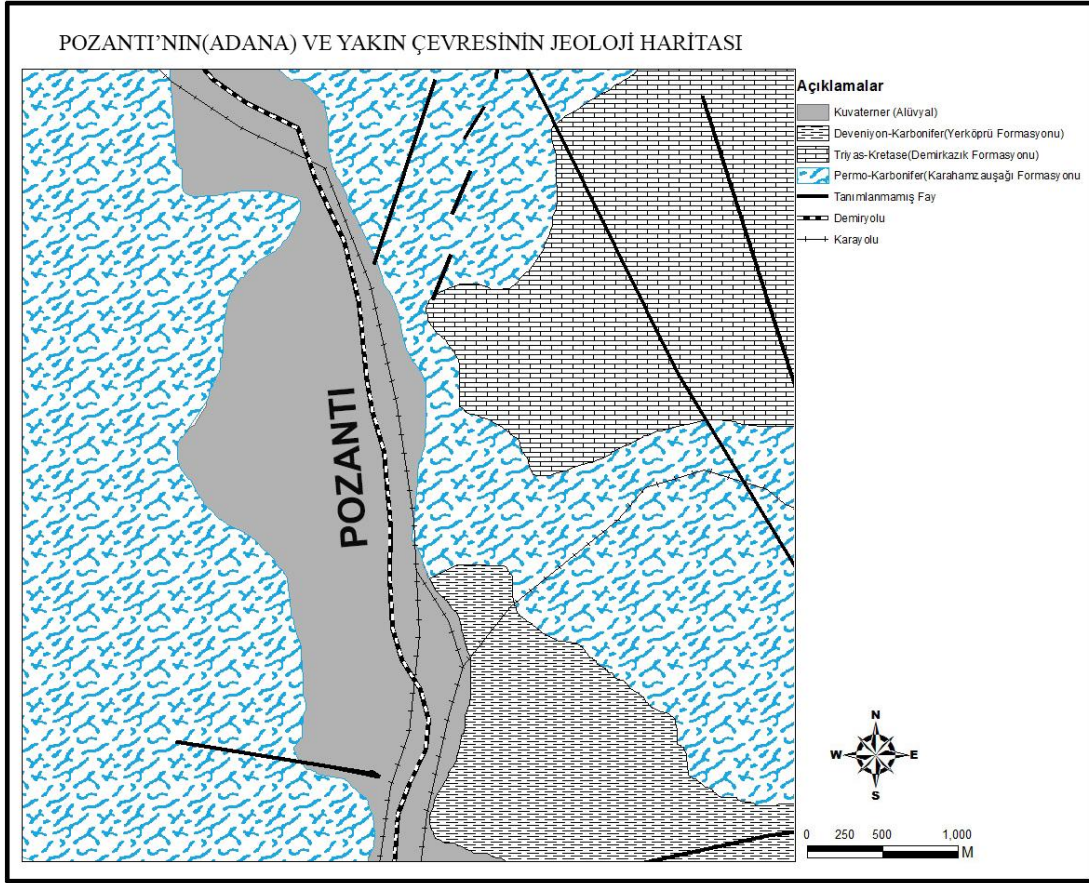 POZANTI'NIN(ADANA) VE YAKIN ÇEVRESİNİN JEOLOJİ HARİTASI
POZANTI
Açıklamalar
Kuvaterner (Alüvyal)
Deveniyon-Karbonifer(Yerköprü Formasyonu)
Triyas-Kretase(Demirkazık Formasyonu)
Permo-Karbonifer(Karahamzauşağı Formasyonu
Tanımlanmamış Fay
Demiryolu
Karayolu
N
W E
S
0 250 500 1,000
M